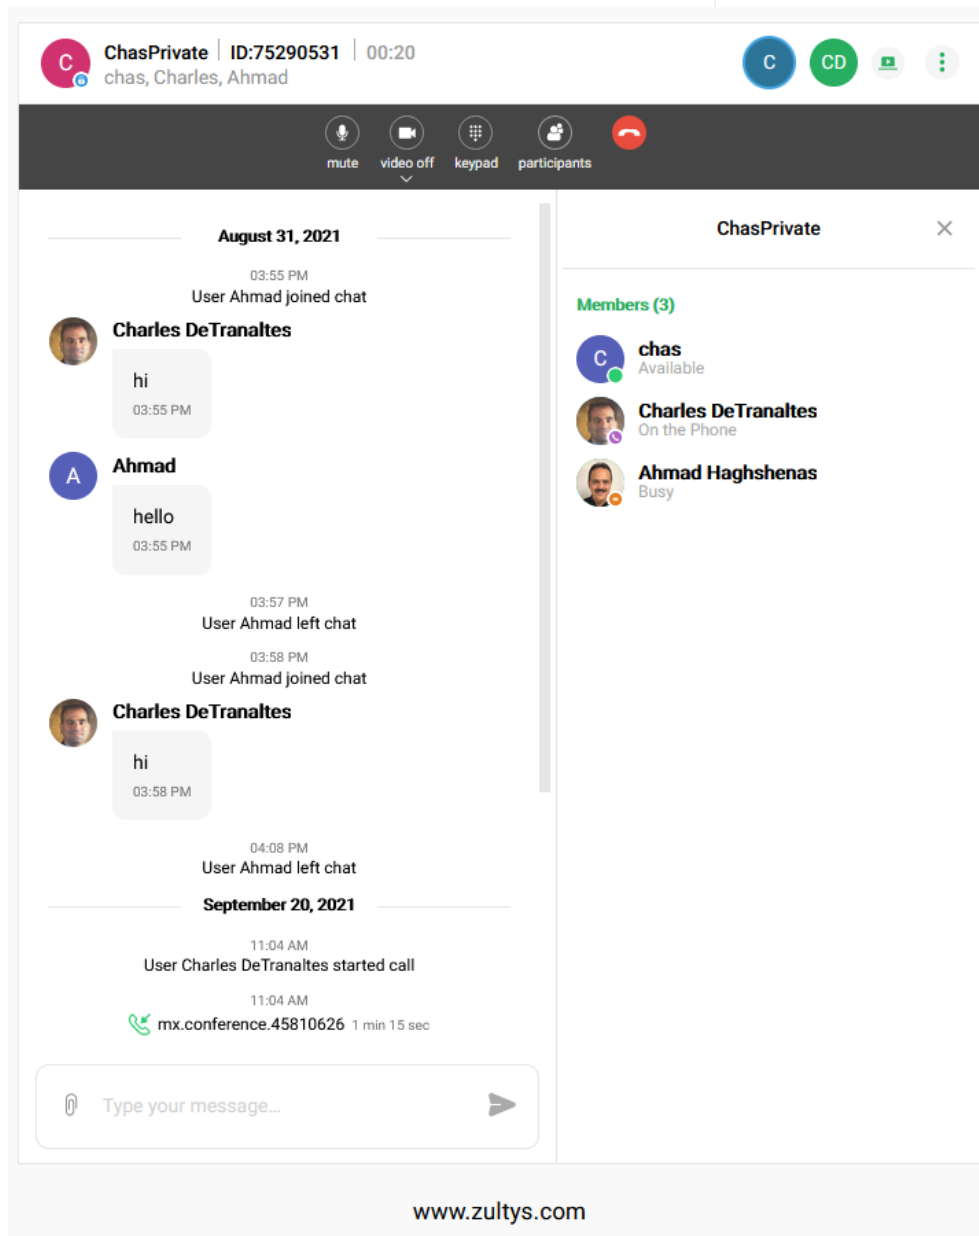 C
ChasPrivate ID:75290531 00:20
chas, Charles, Ahmad
C CD
mute video off keypad participants
August 31, 2021
03:55 PM
User Ahmad joined chat
Charles DeTranaltes
hi
03:55 PM
A
Ahmad
hello
03:55 PM
03:57 PM
User Ahmad left chat
03:58 PM
User Ahmad joined chat
Charles DeTranaltes
hi
03:58 PM
04:08 PM
User Ahmad left chat
September 20, 2021
11:04 AM
User Charles DeTranaltes started call
11:04 AM
mx.conference.45810626 1 min 15 sec
Type your message...
ChasPrivate
Members (3)
C
chas
Available
Charles DeTranaltes
On the Phone
Ahmad Haghshenas
Busy
www.zultys.com